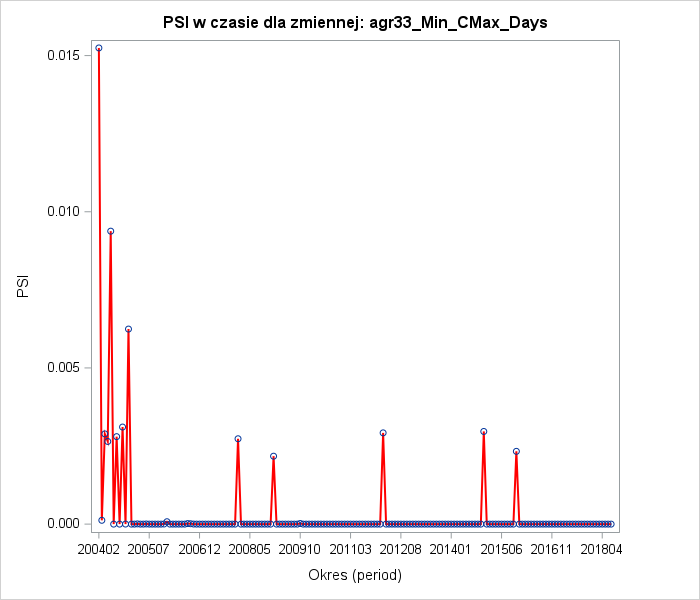 PSI w czasie dla zmiennej: agr33_Min_CMax_Days
0.015
0.010
0.005
0.000
PSI
200402 200507 200612 200805 200910 201103 201208 201401 201506 201611 201804
Okres (period)